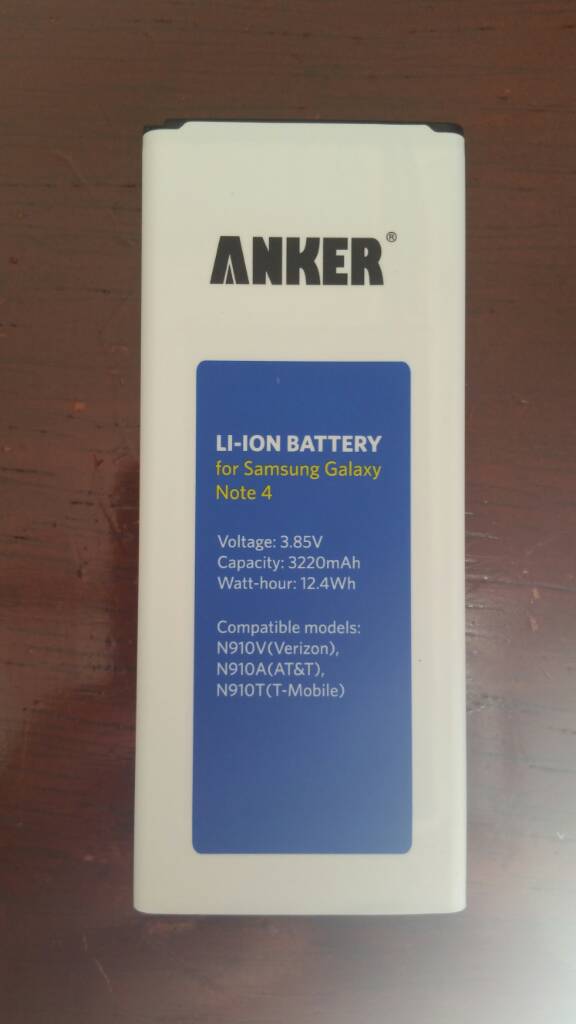 ANKER®
LI-ION BATTERY
for Samsung Galaxy
Note 4
Voltage: 3.85V
Capacity: 3220mAh
Watt-hour: 12.4Wh
Compatible models:
N910V(Verizon),
N910A(AT&T),
N910T(T-Mobile)